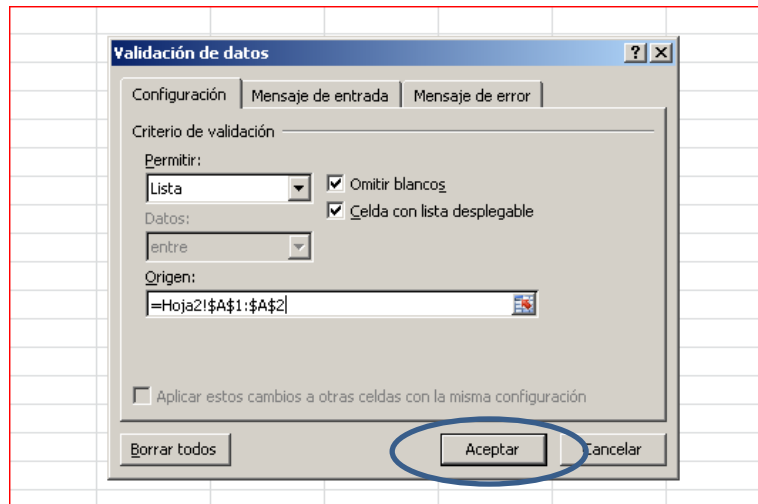 Validación de datos
Configuración Mensaje de entrada Mensaje de error
Criterio de validación
Permitir:
Lista
Omitir blancos
Datos:
Celda con lista desplegable
entre
Origen:
=Hoja2!$A$1:$A$2
Aplicar estos cambios a otras celdas con la misma configuración
Borrar todos Aceptar Cancelar